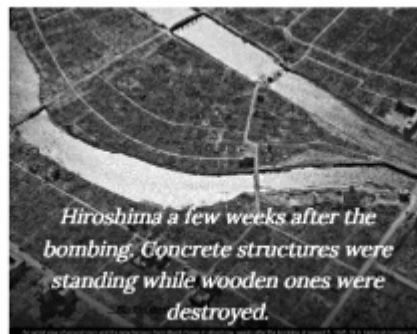 Hiroshima a few weeks after the
bombing. Concrete structures were
standing while wooden ones were
destroyed.